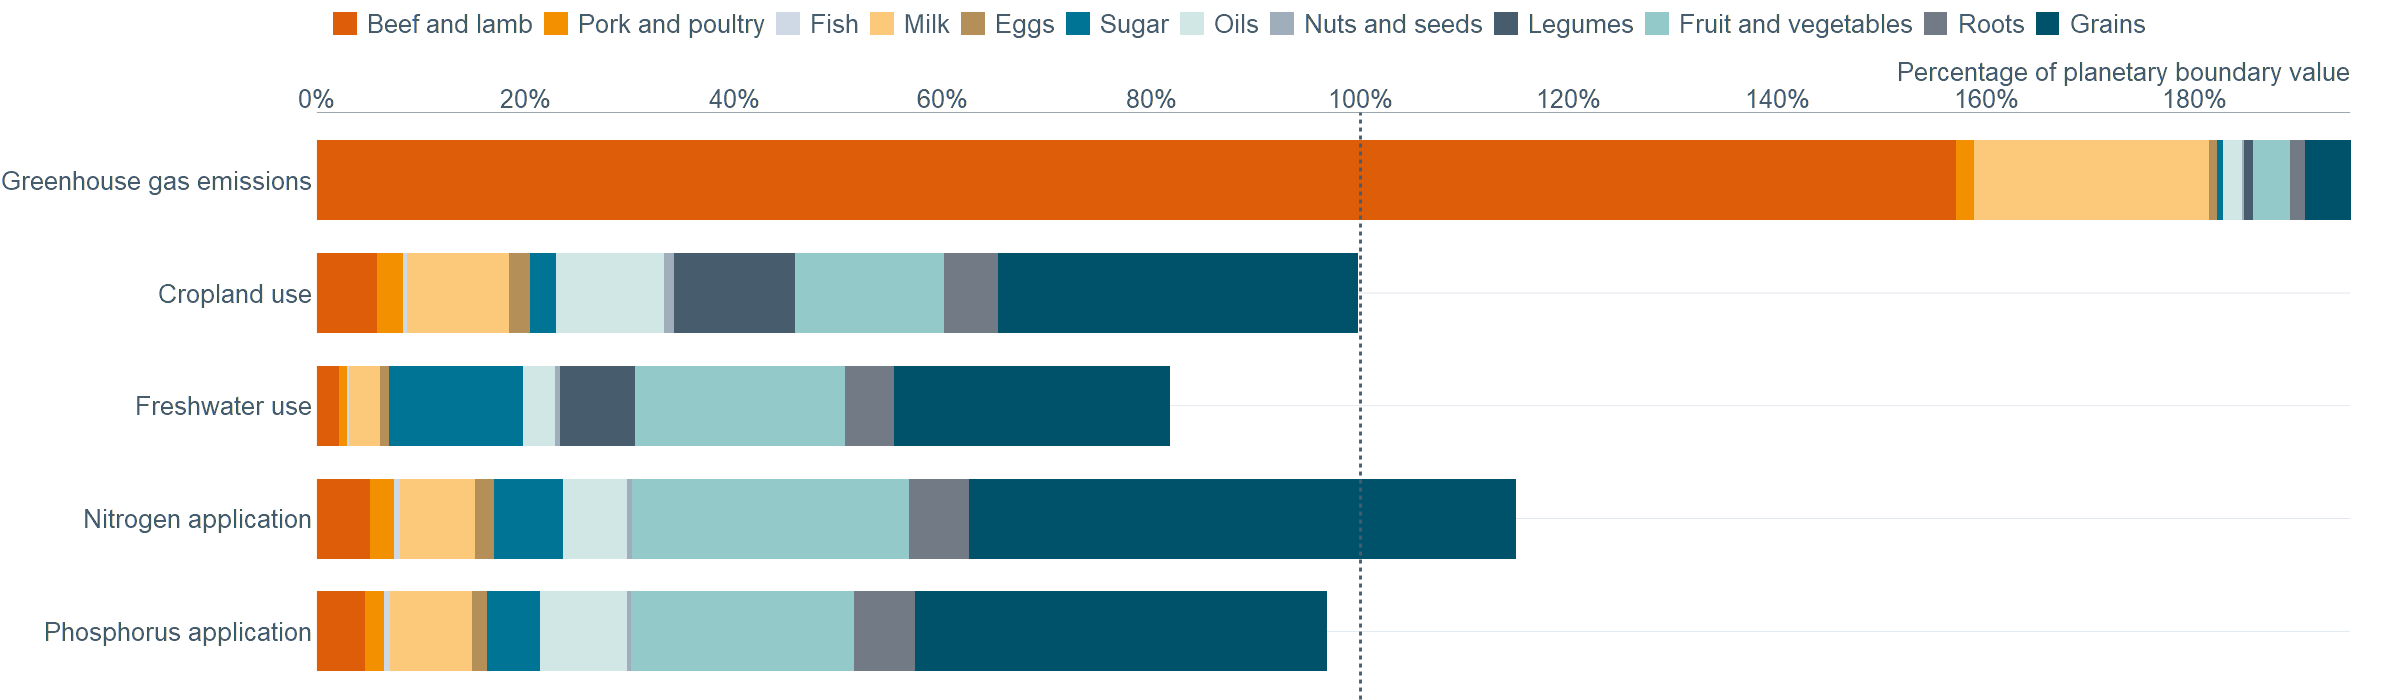 Beef and lamb Pork and poultry Fish Milk Eggs Sugar Oils Nuts and seeds Legumes Fruit and vegetables Roots Grains
Percentage of planetary boundary value
0% 20% 40% 60% 80% 100% 120% 140% 160% 180%
Greenhouse gas emissions
Cropland use
Freshwater use
Nitrogen application
Phosphorus application